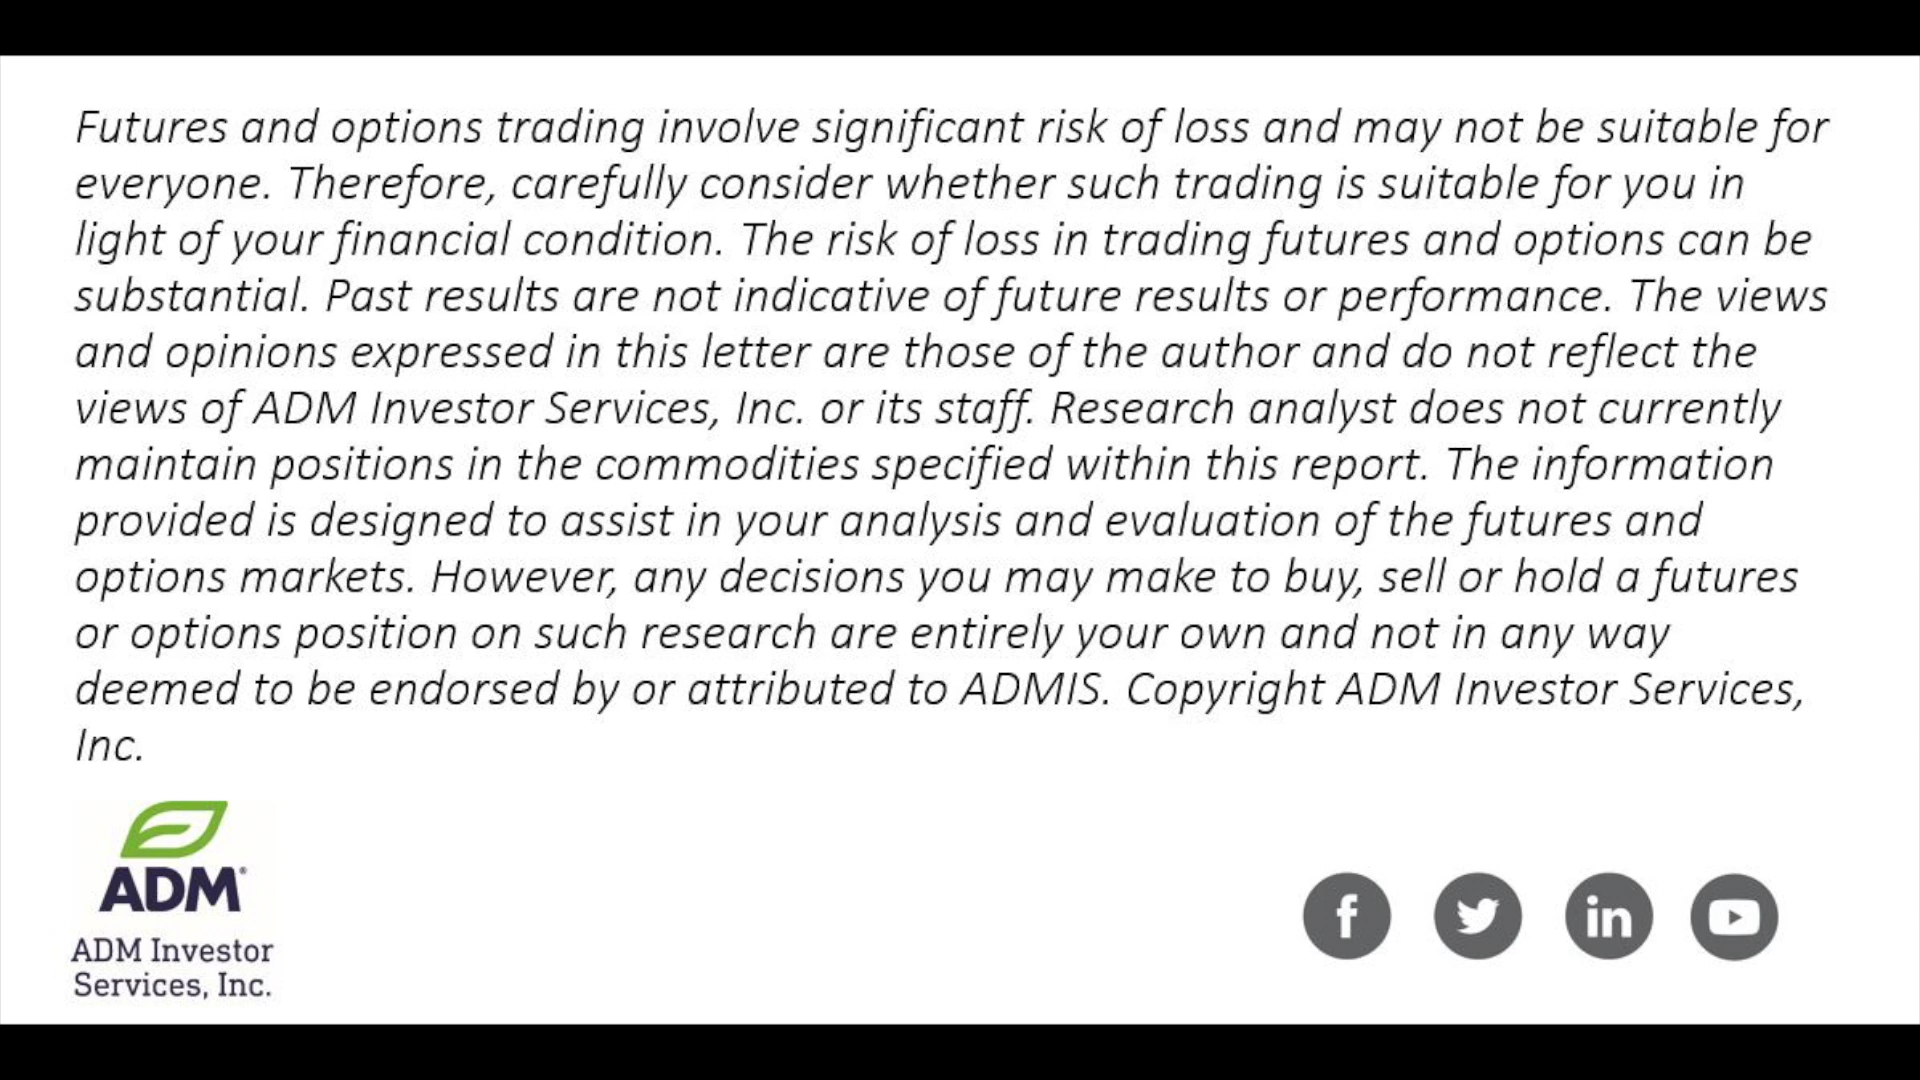 Futures and options trading involve significant risk of loss and may not be suitable for
everyone. Therefore, carefully consider whether such trading is suitable for you in
light of your financial condition. The risk of loss in trading futures and options can be
substantial. Past results are not indicative of future results or performance. The views
and opinions expressed in this letter are those of the author and do not reflect the
views of ADM Investor Services, Inc. or its staff. Research analyst does not currently
maintain positions in the commodities specified within this report. The information
provided is designed to assist in your analysis and evaluation of the futures and
options markets. However, any decisions you may make to buy, sell or hold a futures
or options position on such research are entirely your own and not in any way
deemed to be endorsed by or attributed to ADMIS. Copyright ADM Investor Services,
Inc.
ADM®
ADM Investor
Services, Inc.
f
in